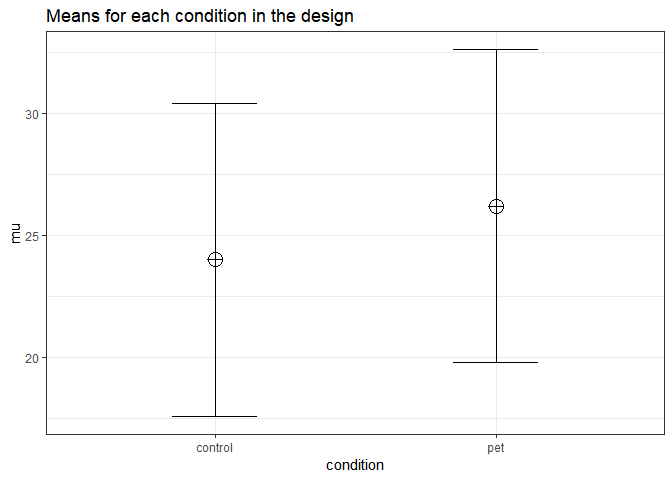 Means for each condition in the design
30
25
20
mu
control pet
condition